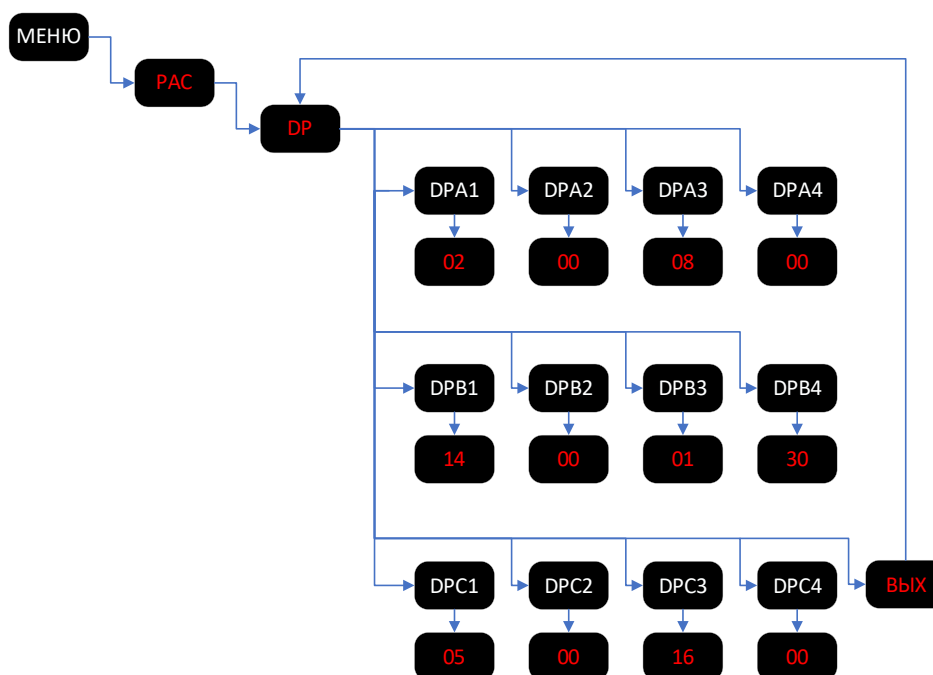 МЕНЮ
РАС
DP
DPA1 DPA2 DPA3 DPA4
02 00 08 00
DPB1 DPB2 DPB3 DPB4
14 00 01 30
DPC1 DPC2 DPC3 DPC4 ВЫХ
05 00 16 00